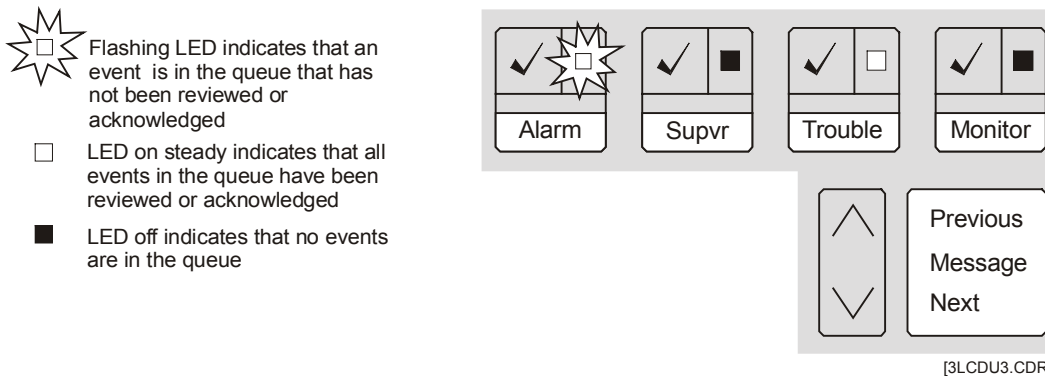 Flashing LED indicates that an
event is in the queue that has
not been reviewed or
acknowledged
LED on steady indicates that all
events in the queue have been
reviewed or acknowledged
LED off indicates that no events
are in the queue
Alarm
Supvr
Trouble
Monitor
Previous
Message
Next
[3LCDU3.CDR